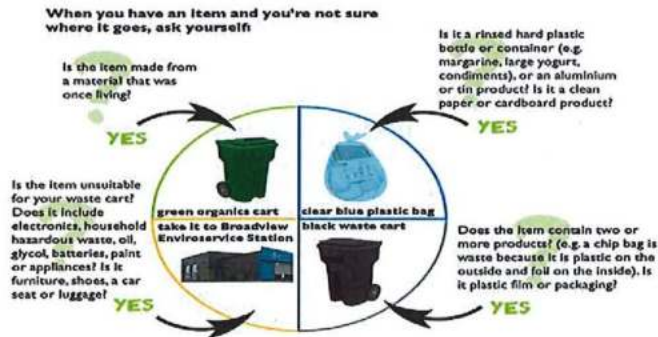 When you have an item and you're not sure
where it goes, ask yourself:
Is the item made from
a material that was
once living?
YES
Is it a rinsed hard plastic
bottle or container (e.g.
margarine, large yogurt,
condiments), or an aluminium
or tin product? Is it a clean
paper or cardboard product?
YES
green organics cart
clear blue plastic bag
Is the item unsuitable
for your waste cart?
Does it include
electronics, household
hazardous waste, oil,
glycol, batteries, paint
or appliances? Is it
furniture, shoes, a car
seat or luggage?
YES
take it to Broadview
Enviroservice Station
black waste cart
Does the item contain two
or more products? (e.g. a chip bag is
waste because it is plastic on the
outside and foil on the inside). Is
it plastic film or packaging?
YES